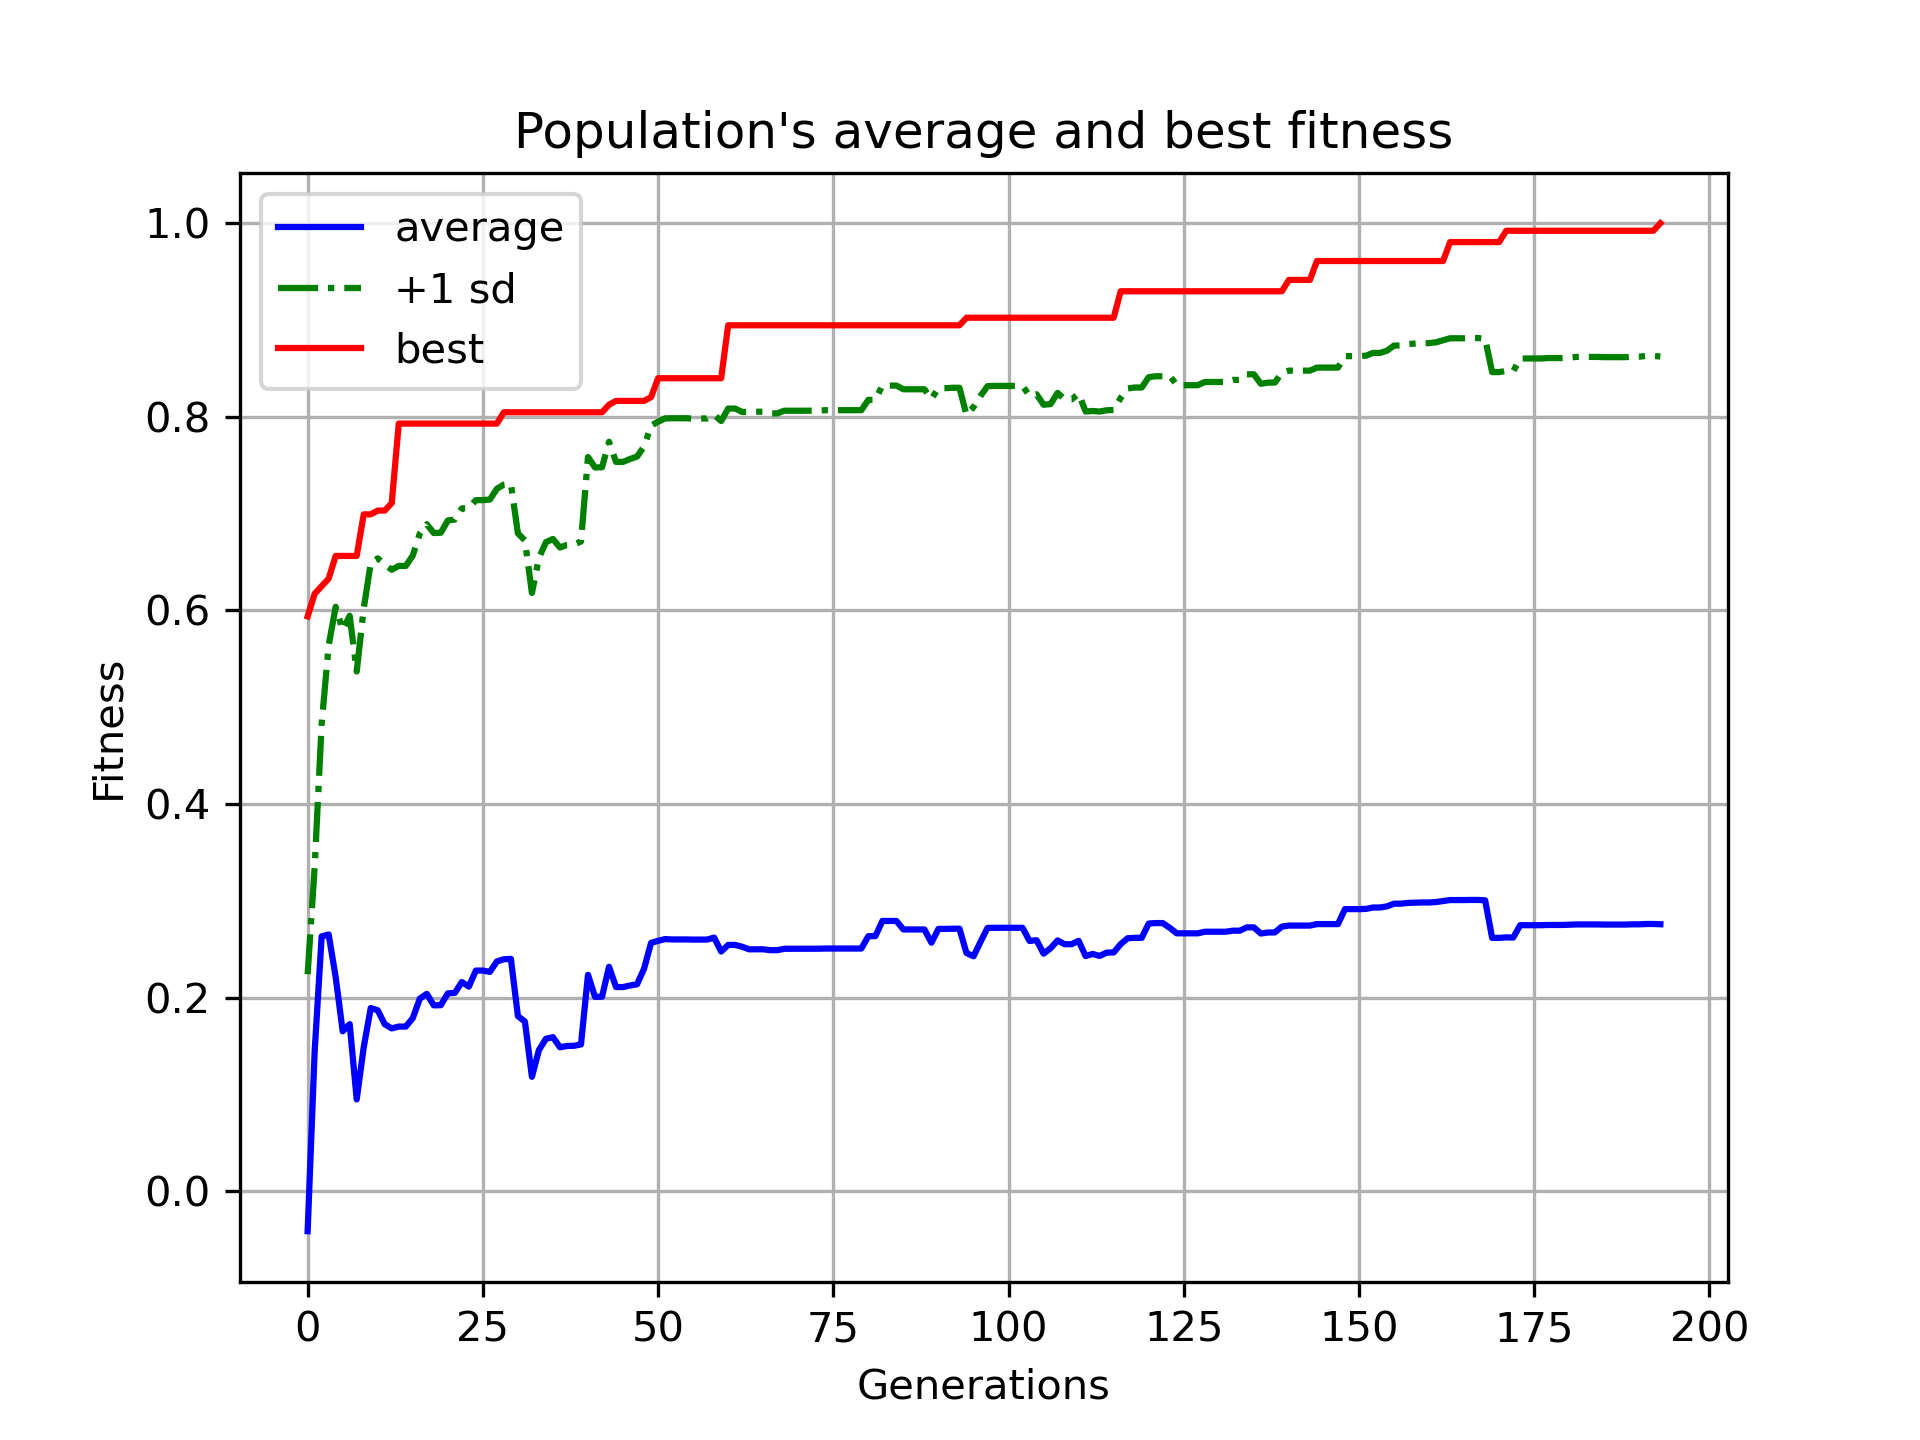 Population's average and best fitness
average
+1 sd
best
1.0
0.8
0.6
0.4
0.2
0.0
Fitness
0 25 50 75 100 125 150 175 200
Generations